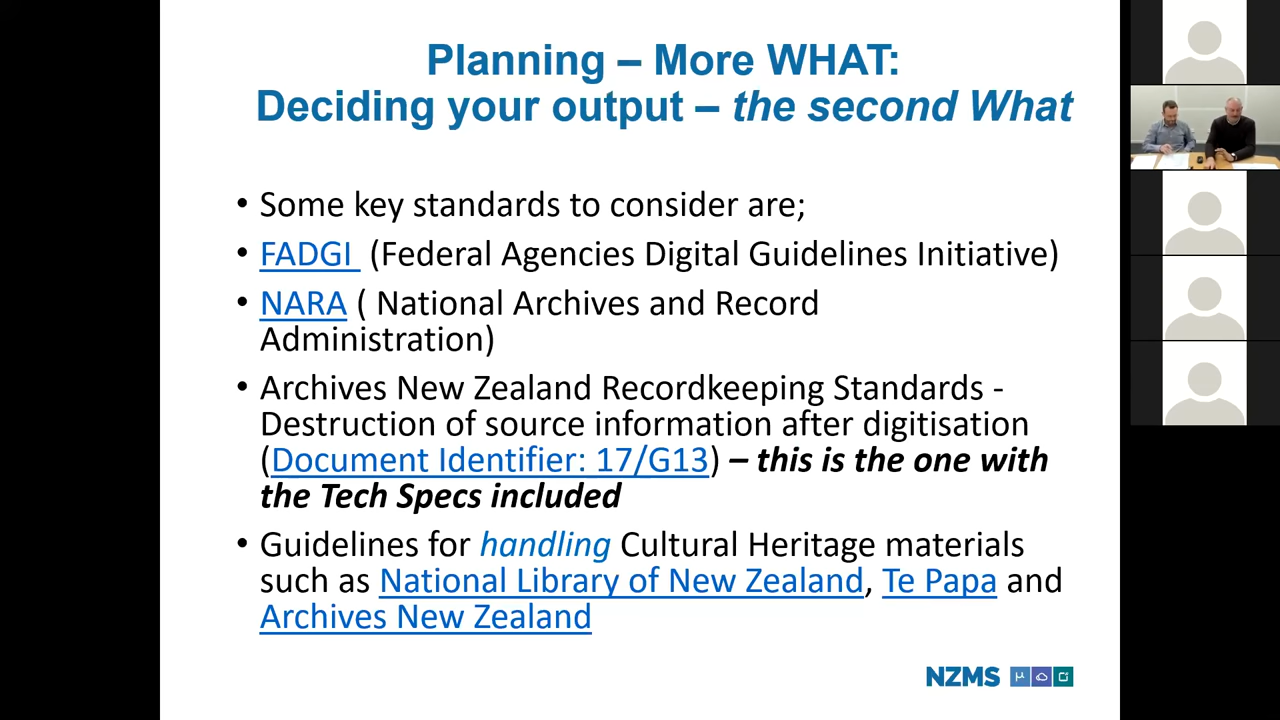 Planning – More WHAT:
Deciding your output – the second What
• Some key standards to consider are;
• FADGI  (Federal Agencies Digital Guidelines Initiative)
• NARA ( National Archives and Record
Administration)
• Archives New Zealand Recordkeeping Standards -
Destruction of source information after digitisation
(Document Identifier: 17/G13) – this is the one with
the Tech Specs included
• Guidelines for handling Cultural Heritage materials
such as National Library of New Zealand, Te Papa and
Archives New Zealand
NZMS